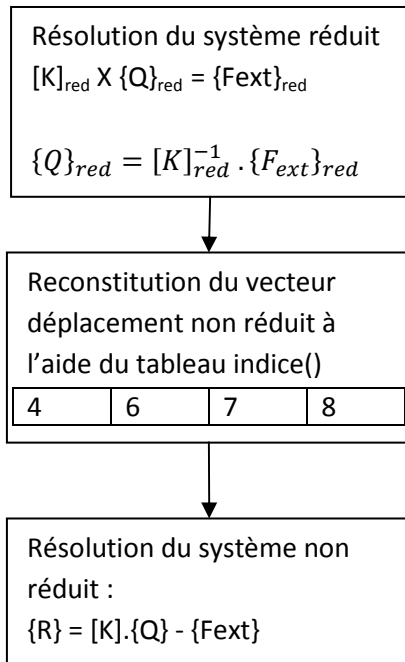 Résolution du système réduit
[K]red X {Q}red = {Fext}red
{Q}red = [K]red^-1 . {Fext}red
Reconstitution du vecteur
déplacement non réduit à
l’aide du tableau indice()
4 6 7 8
Résolution du système non
réduit :
{R} = [K].{Q} - {Fext}